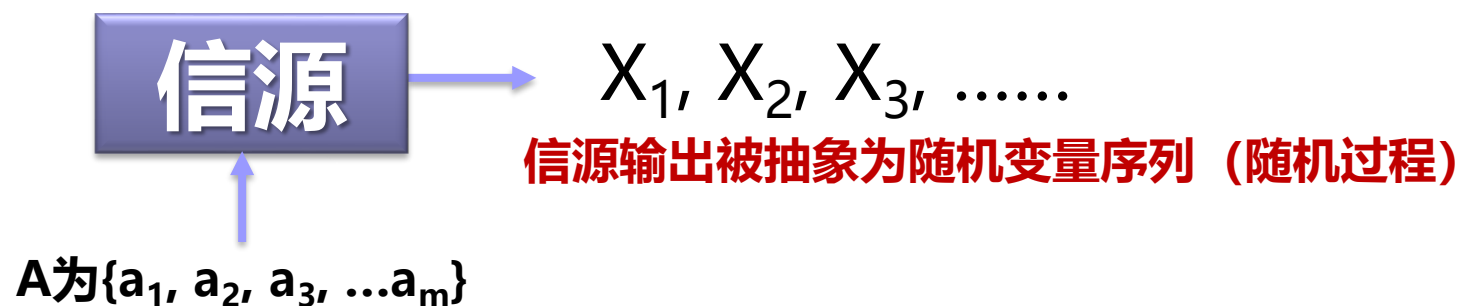 信源
X₁, X₂, X₃, ……
信源输出被抽象为随机变量序列（随机过程）
A为{a₁, a₂, a₃, …aₘ}